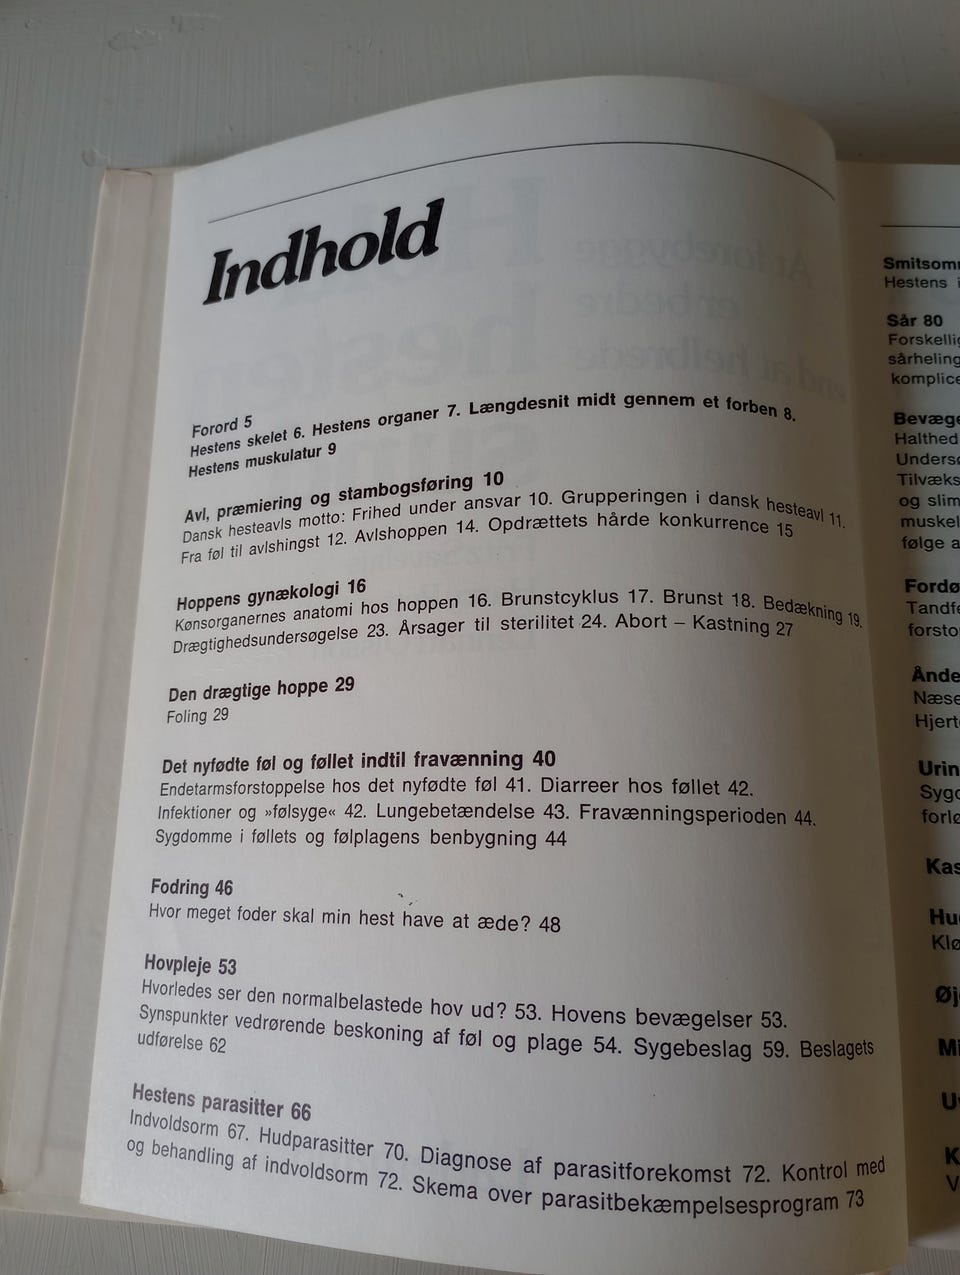 Indhold
Forord 5
Hestens skelet 6. Hestens organer 7. Længdesnit midt gennem et forben 8.
Hestens muskulatur 9
Avl, præmiering og stambogsføring 10
Dansk hesteavls motto: Frihed under ansvar 10. Grupperingen i dansk hesteavl 11.
Fra føl til avlshingst 12. Avlshoppen 14. Opdrættets hårde konkurrence 15
Hoppens gynækologi 16
Kønsorganernes anatomi hos hoppen 16. Brunstcyklus 17. Brunst 18. Bedækning 19.
Drægtighedsundersøgelse 23. Årsager til sterilitet 24. Abort – Kastning 27
Den drægtige hoppe 29
Foling 29
Det nyfødte føl og føllet indtil fravænning 40
Endetarmsforstoppelse hos det nyfødte føl 41. Diarreer hos føllet 42.
Infektioner og »følsyge« 42. Lungebetændelse 43. Fravænningsperioden 44.
Sygdomme i føllets og følplagens benbygning 44
Fodring 46
Hvor meget foder skal min hest have at æde? 48
Hovpleje 53
Hvorledes ser den normalbelastede hov ud? 53. Hovens bevægelser 53.
Synspunkter vedrørende beskoning af føl og plage 54. Sygebeslag 59. Beslagets
udførelse 62
Hestens parasitter 66
Indvoldsorm 67. Hudparasitter 70. Diagnose af parasitforekomst 72. Kontrol med
og behandling af indvoldsorm 72. Skema over parasitbekæmpelsesprogram 73
Hestens
Sår 80
og
følge a